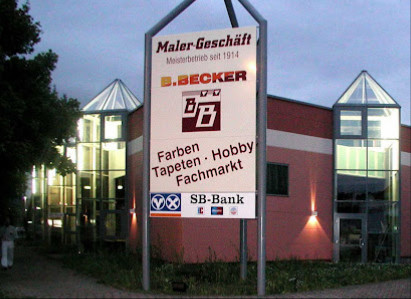 Maler-Geschäft
Meisterbetrieb seit 1914
B.BECKER
BB
Farben
Tapeten · Hobby
Fachmarkt
SB-Bank